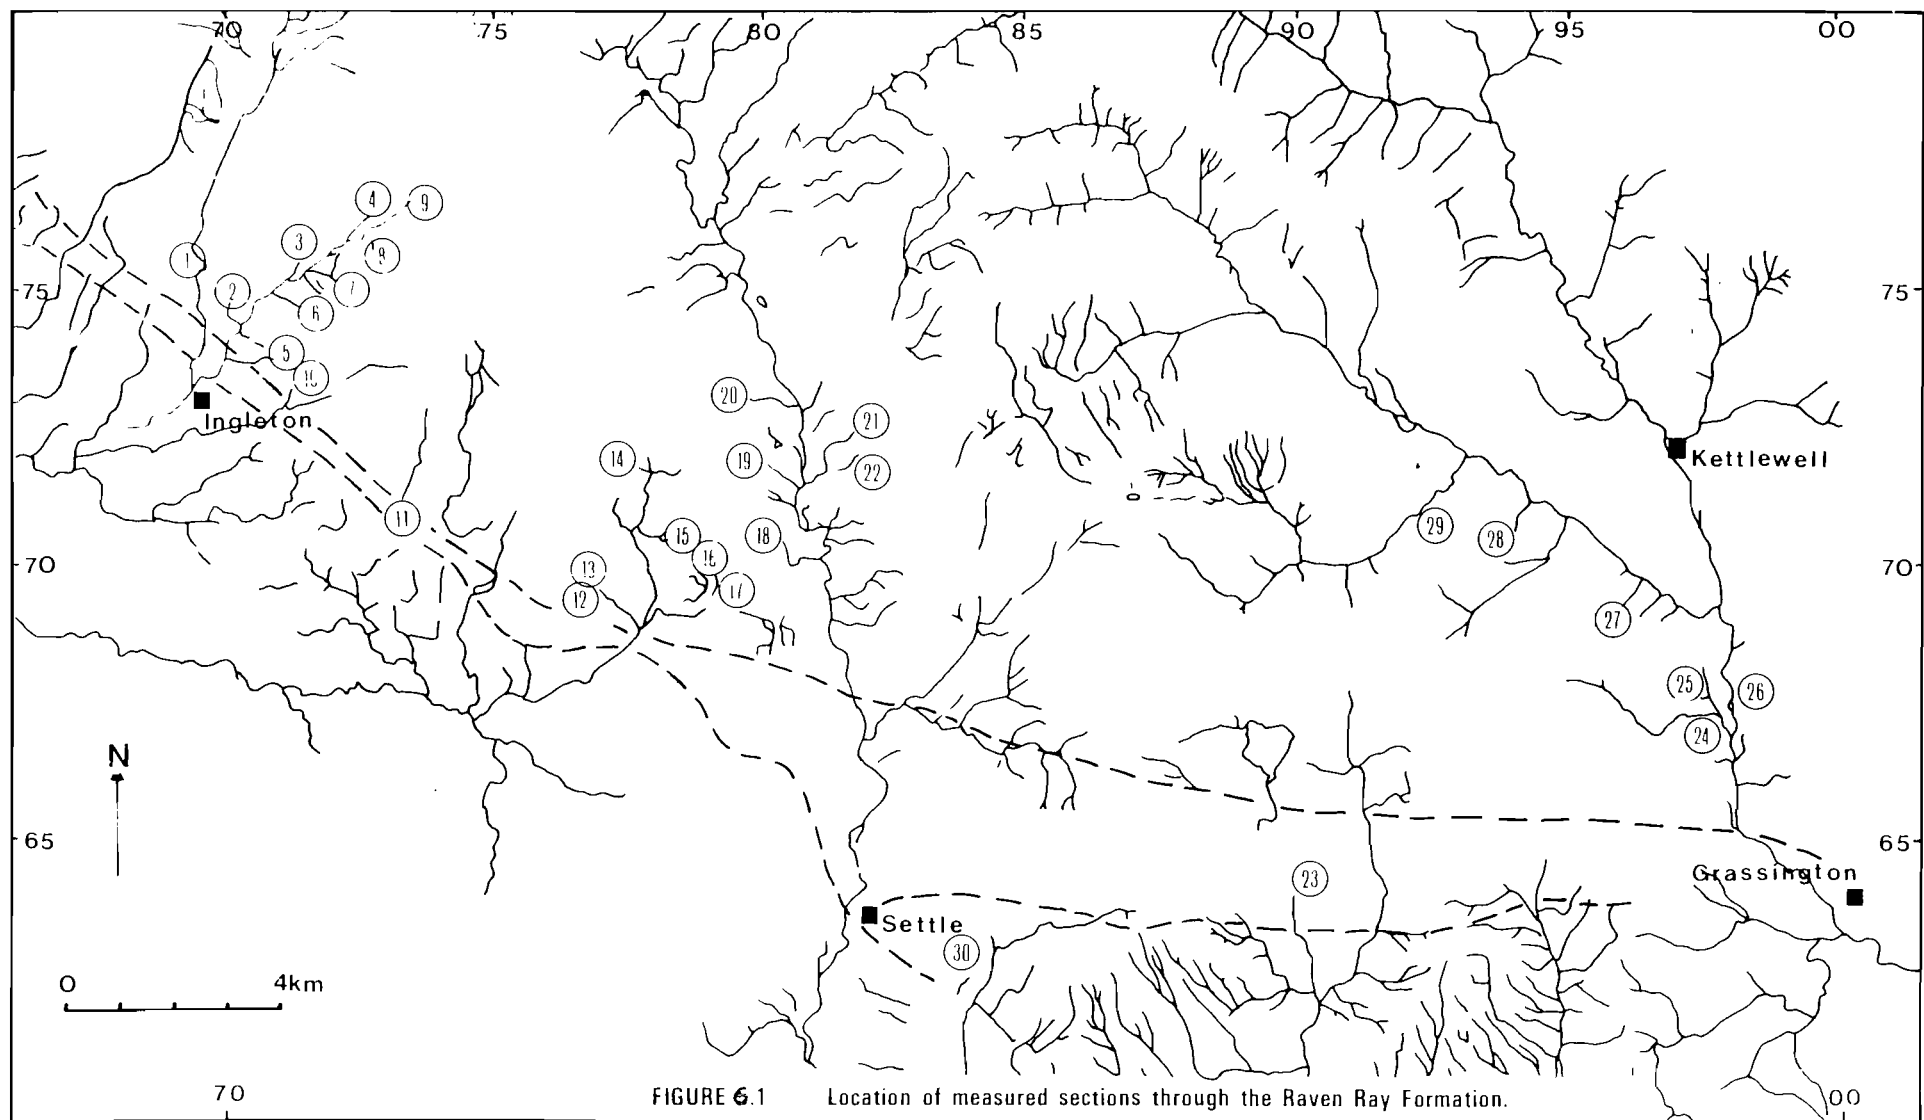 70 75 80 85 90 95 00
4 9
3 8
1
2 7
75 75
6
5
10
Ingleton
20
21
14 19 22
Kettlewell
11
29 28
15 18
16
70 70
13
17
12
27
25 26
24
N
65 65
23
Grassington
Settle
30
0 4km
70 00
FIGURE 6.1 Location of measured sections through the Raven Ray Formation.